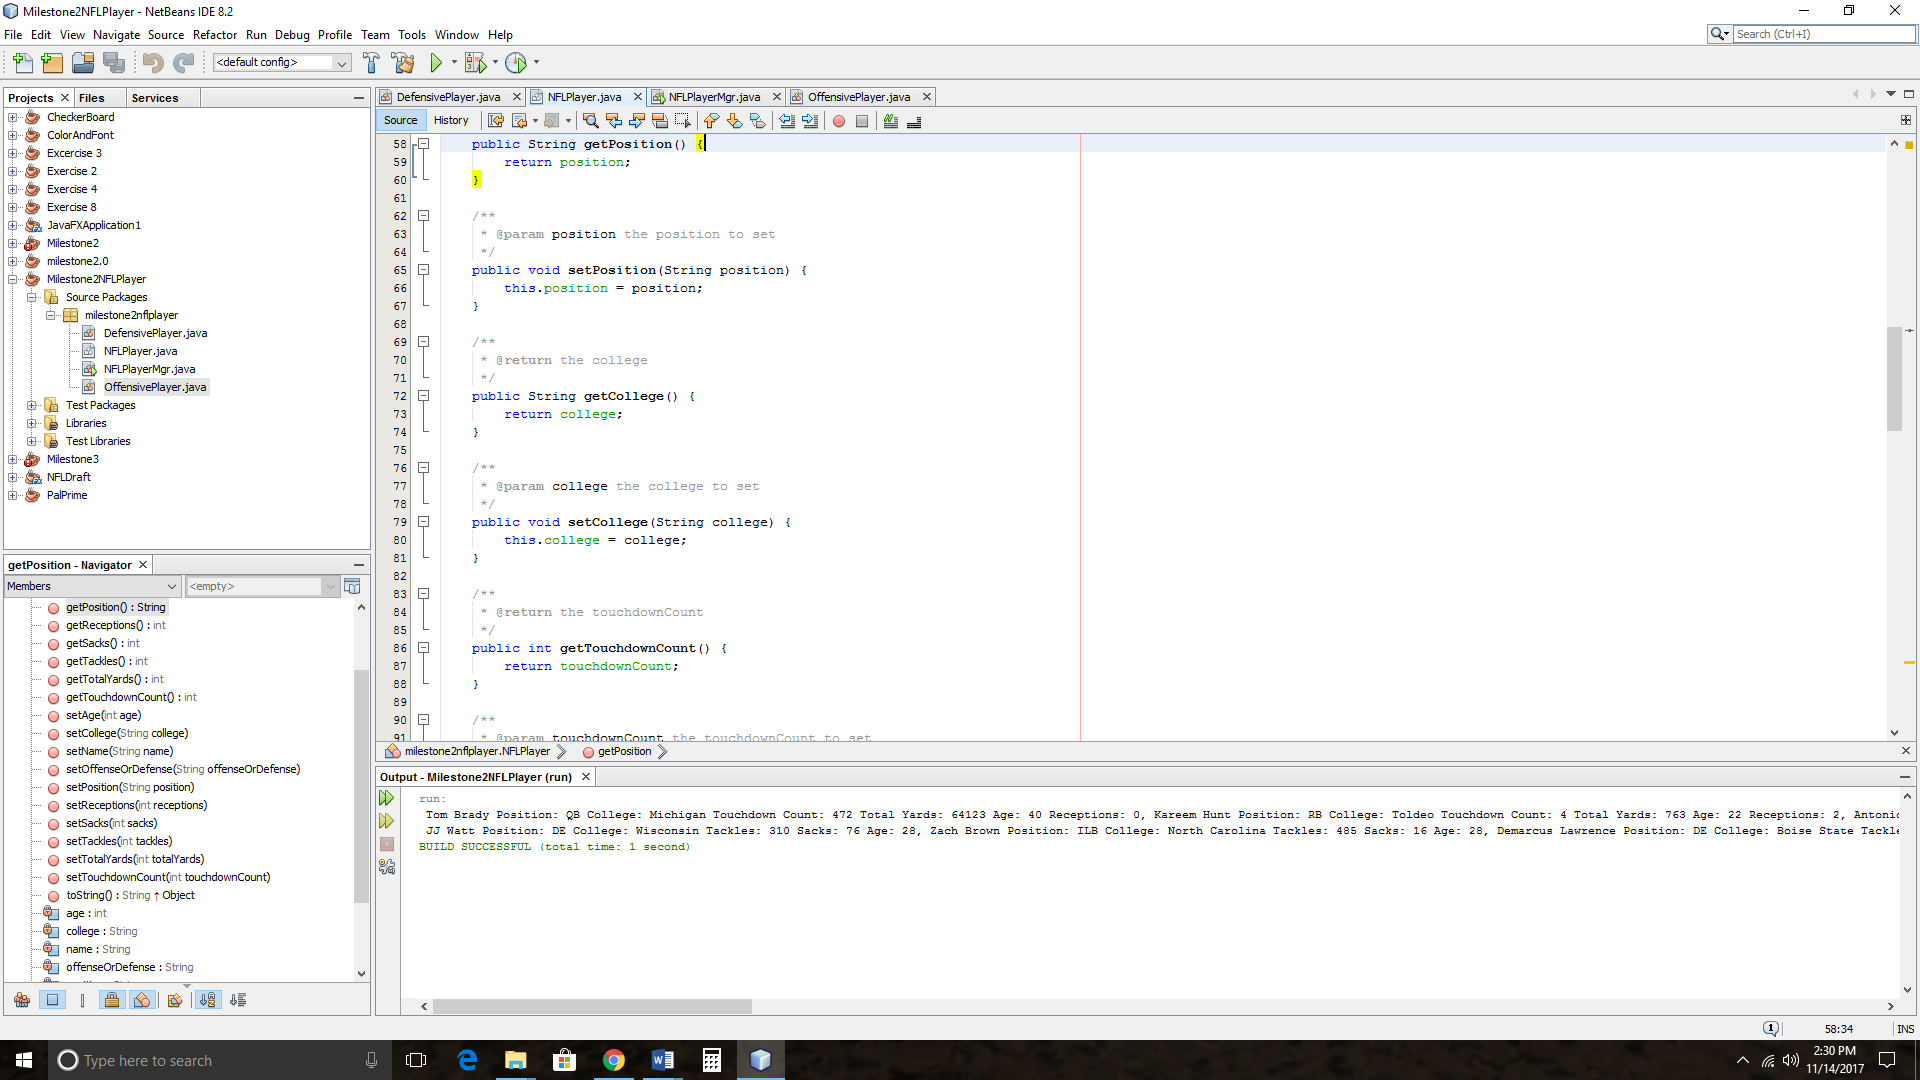 Milestone2NFLPlayer - NetBeans IDE 8.2
File Edit View Navigate Source Refactor Run Debug Profile Team Tools Window Help
Search (Ctrl+I)
<default config>
Projects Files Services
CheckerBoard
ColorAndFont
Excercise 3
Exercise 2
Exercise 4
Exercise 8
JavaFXApplication1
Milestone2
milestone2.0
Milestone2NFLPlayer
Source Packages
milestone2nflplayer
DefensivePlayer.java
NFLPlayer.java
NFLPlayerMgr.java
OffensivePlayer.java
Test Packages
Libraries
Test Libraries
Milestone3
NFLDraft
PalPrime
getPosition - Navigator
Members <empty>
getPosition() : String
getReceptions() : int
getSacks() : int
getTackles() : int
getTotalYards() : int
getTouchdownCount() : int
setAge(int age)
setCollege(String college)
setName(String name)
setOffenseOrDefense(String offenseOrDefense)
setPosition(String position)
setReceptions(int receptions)
setSacks(int sacks)
setTackles(int tackles)
setTotalYards(int totalYards)
setTouchdownCount(int touchdownCount)
toString() : String ↑ Object
age : int
college : String
name : String
offenseOrDefense : String
DefensivePlayer.java NFLPlayer.java NFLPlayerMgr.java OffensivePlayer.java
Source History
58 public String getPosition() {
59 return position;
60 }
61
62 /**
63 * @param position the position to set
64 */
65 public void setPosition(String position) {
66 this.position = position;
67 }
68
69 /**
70 * @return the college
71 */
72 public String getCollege() {
73 return college;
74 }
75
76 /**
77 * @param college the college to set
78 */
79 public void setCollege(String college) {
80 this.college = college;
81 }
82
83 /**
84 * @return the touchdownCount
85 */
86 public int getTouchdownCount() {
87 return touchdownCount;
88 }
89
90 /**
91 * @param touchdownCount the touchdownCount to set
milestone2nflplayer.NFLPlayer getPosition
Output - Milestone2NFLPlayer (run)
run:
Tom Brady Position: QB College: Michigan Touchdown Count: 472 Total Yards: 64123 Age: 40 Receptions: 0, Kareem Hunt Position: RB College: Toldeo Touchdown Count: 4 Total Yards: 763 Age: 22 Receptions: 2, Antonio
JJ Watt Position: DE College: Wisconsin Tackles: 310 Sacks: 76 Age: 28, Zach Brown Position: ILB College: North Carolina Tackles: 485 Sacks: 16 Age: 28, Demarcus Lawrence Position: DE College: Boise State Tackle
BUILD SUCCESSFUL (total time: 1 second)
1 58:34 INS
Type here to search
2:30 PM
11/14/2017